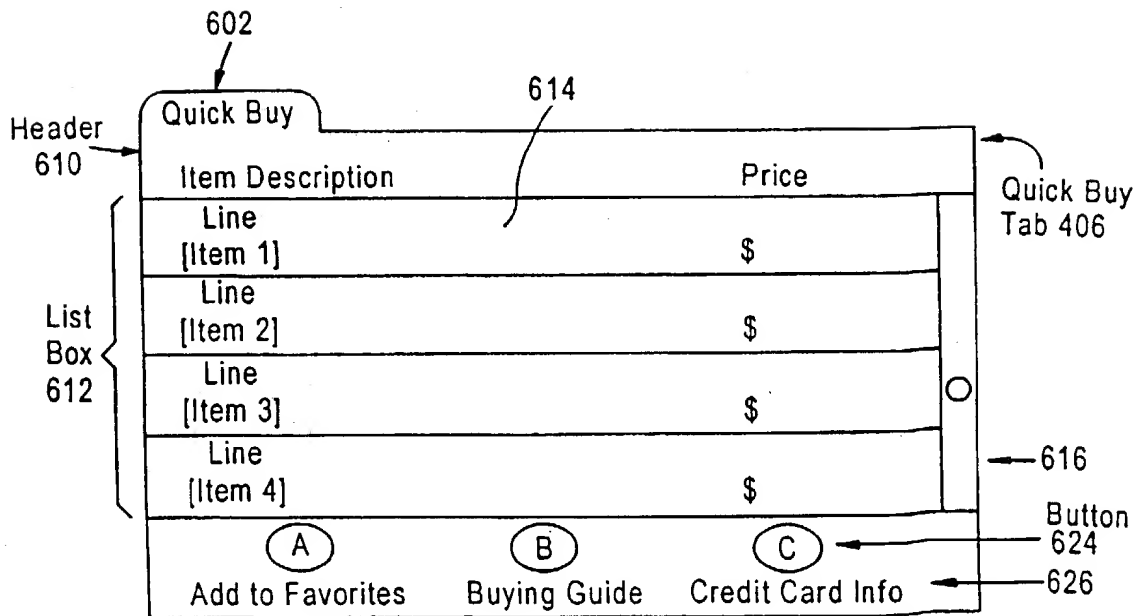 602
Quick Buy
614
Header
610
Item Description Price
Quick Buy
Tab 406
Line
[Item 1] $
Line
[Item 2] $
List
Box
612
Line
[Item 3] $
Line
[Item 4] $
616
A B C
Button
624
Add to Favorites Buying Guide Credit Card Info
626